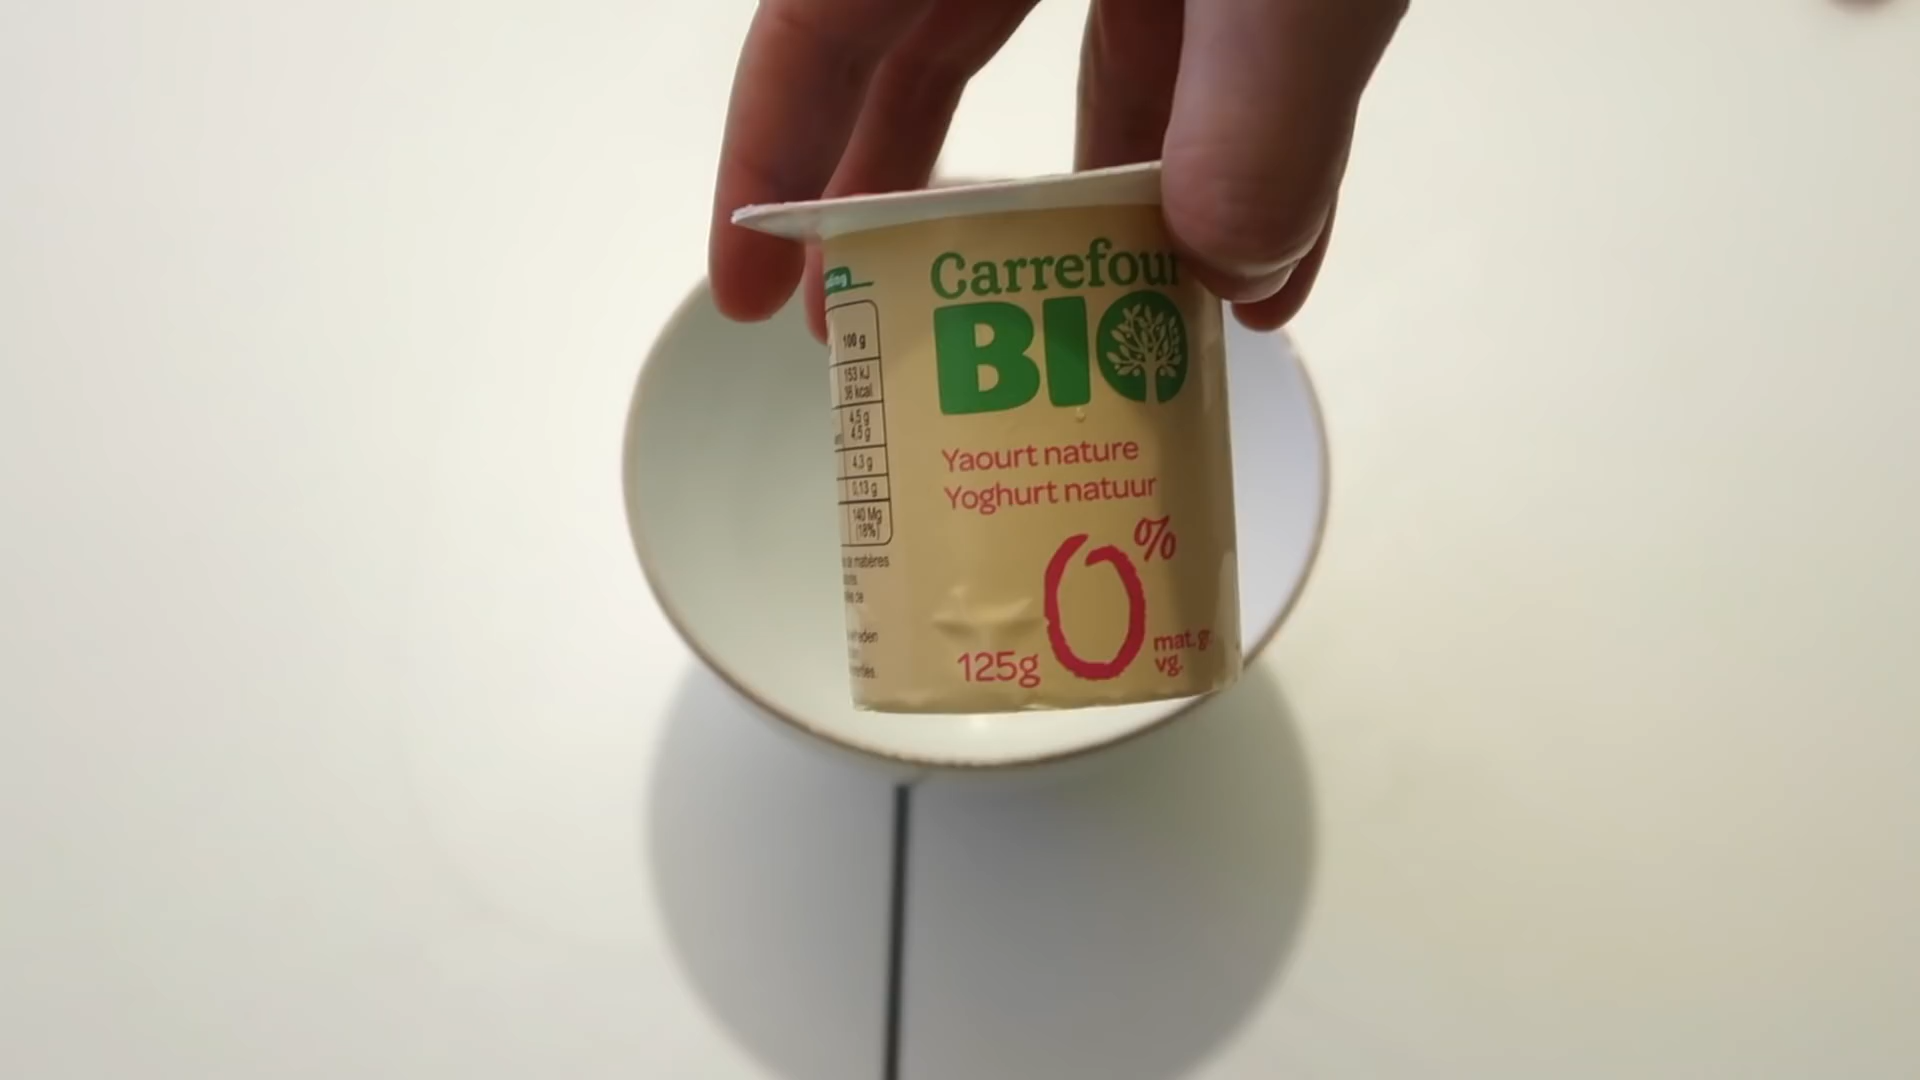 Carrefour
BIO
Yaourt nature
Yoghurt natuur
0%
125g
mat. gr.
vg.
100 g
153 kJ
36 kcal
4,5 g
4,5 g
4,3 g
0,13 g
140 Mg
(18%)
matières